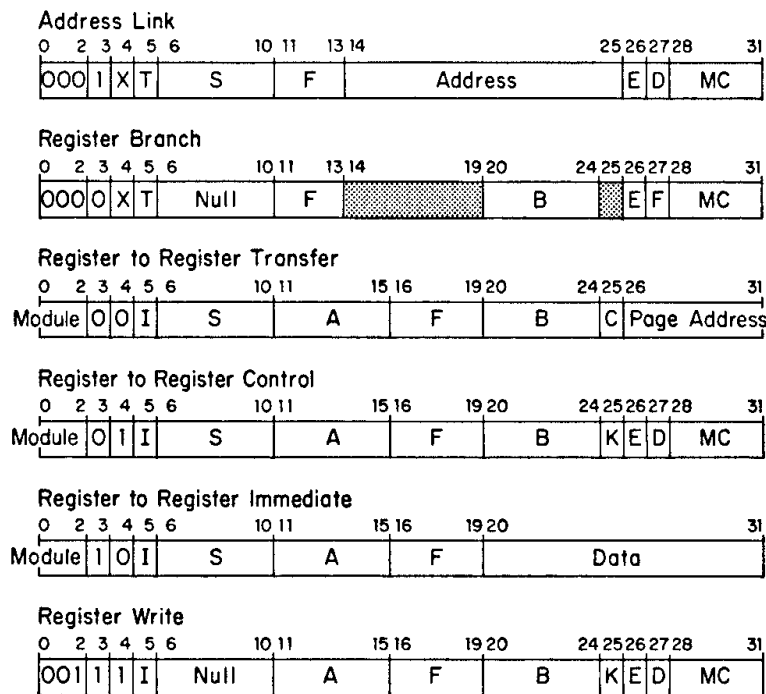 Address Link
0 2 3 4 5 6 10 11 13 14 25 26 27 28 31
000 1 X T S F Address E D MC
Register Branch
0 2 3 4 5 6 10 11 13 14 19 20 24 25 26 27 28 31
000 0 X T Null F B E F MC
Register to Register Transfer
0 2 3 4 5 6 10 11 15 16 19 20 24 25 26 31
Module 0 0 I S A F B C Page Address
Register to Register Control
0 2 3 4 5 6 10 11 15 16 19 20 24 25 26 27 28 31
Module 0 1 I S A F B K E D MC
Register to Register Immediate
0 2 3 4 5 6 10 11 15 16 19 20 31
Module 1 0 I S A F Data
Register Write
0 2 3 4 5 6 10 11 15 16 19 20 24 25 26 27 28 31
001 1 1 I Null A F B K E D MC